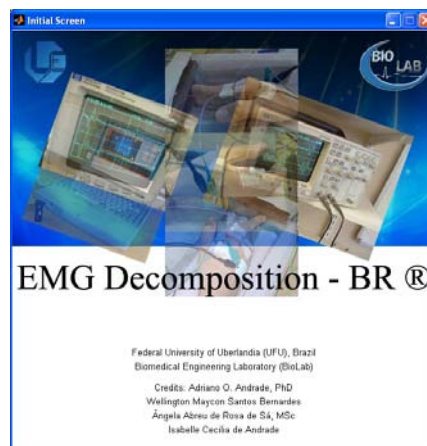 Initial Screen
BIO LAB
EMG Decomposition - BR ®
Federal University of Uberlandia (UFU), Brazil
Biomedical Engineering Laboratory (BioLab)
Credits: Adriano O. Andrade, PhD
Wellington Maycon Santos Bernardes
Ângela Abreu de Rosa de Sá, MSc
Isabelle Cecília de Andrade